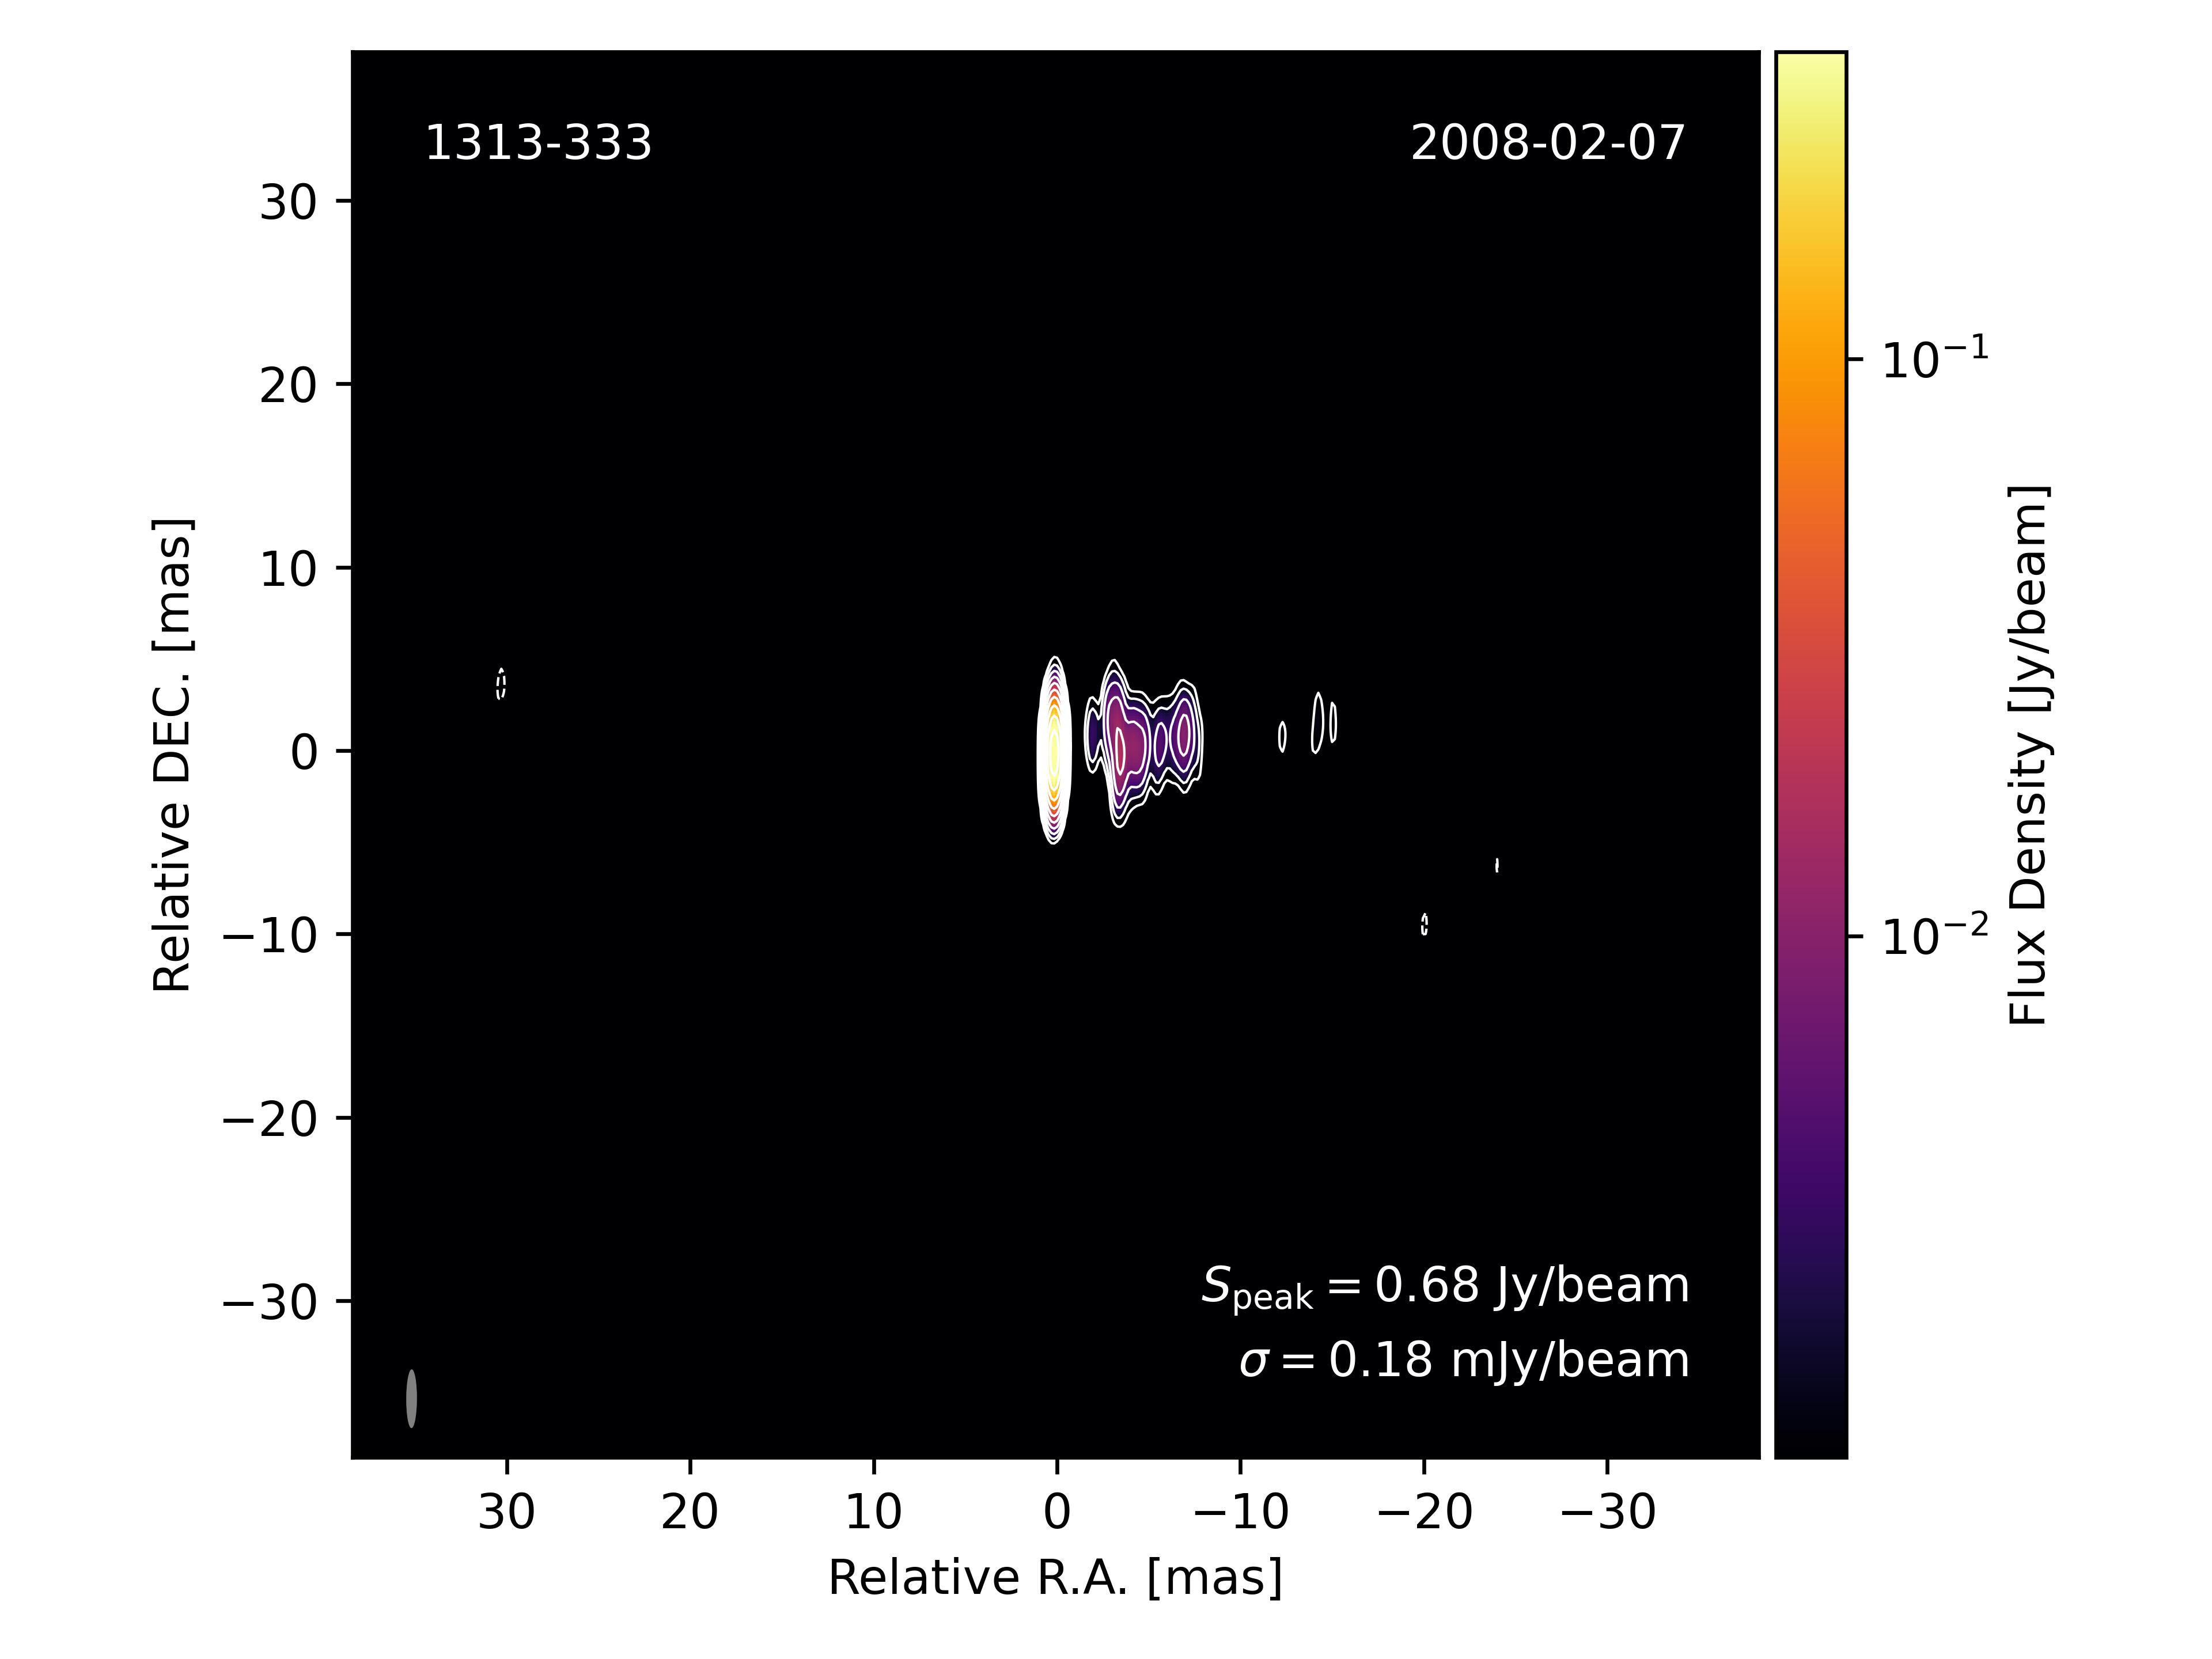 1313-333
2008-02-07
30
20
10
0
−10
−20
−30
Relative DEC. [mas]
S_peak = 0.68 Jy/beam
σ = 0.18 mJy/beam
30 20 10 0 −10 −20 −30
Relative R.A. [mas]
10⁻¹
10⁻²
Flux Density [Jy/beam]